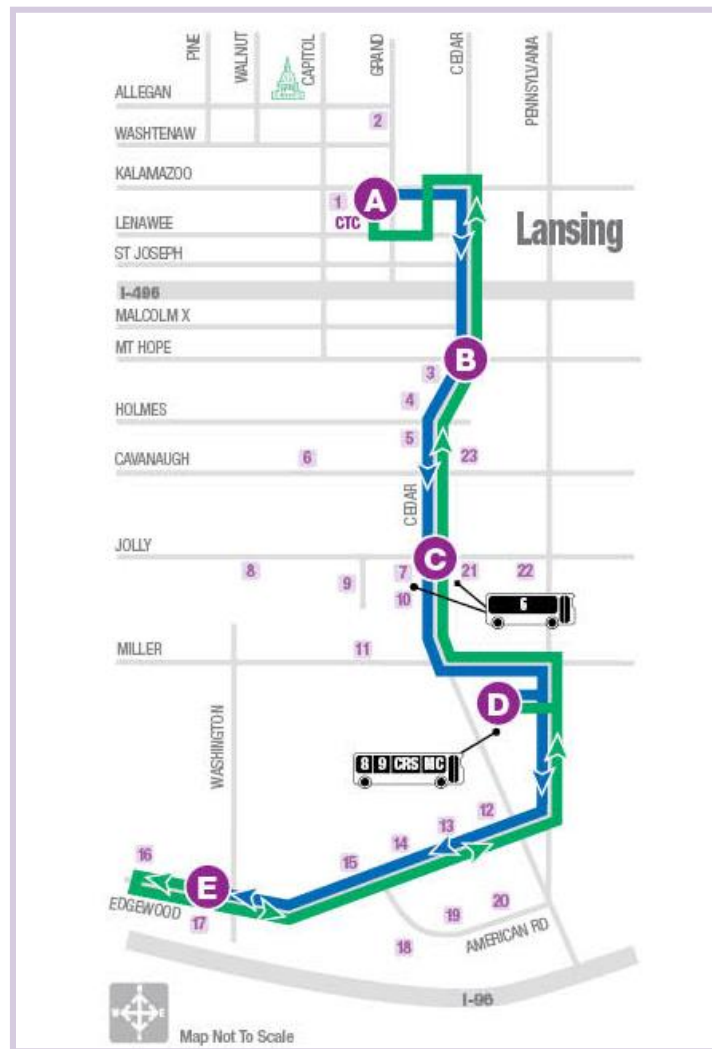 PINE
WALNUT
CAPITOL
GRAND
CEDAR
PENNSYLVANIA
ALLEGAN
2
WASHTENAW
KALAMAZOO
1
A
CTC
LENAWEE
Lansing
ST JOSEPH
I-496
MALCOLM X
MT HOPE
B
3
4
HOLMES
5
6
23
CAVANAUGH
CEDAR
JOLLY
C
8
9
7
21
22
10
6
11
MILLER
WASHINGTON
D
8 9 CRS MC
12
13
14
15
16
E
EDGEWOOD
17
20
19
18
AMERICAN RD
I-96
N
W E
S
Map Not To Scale